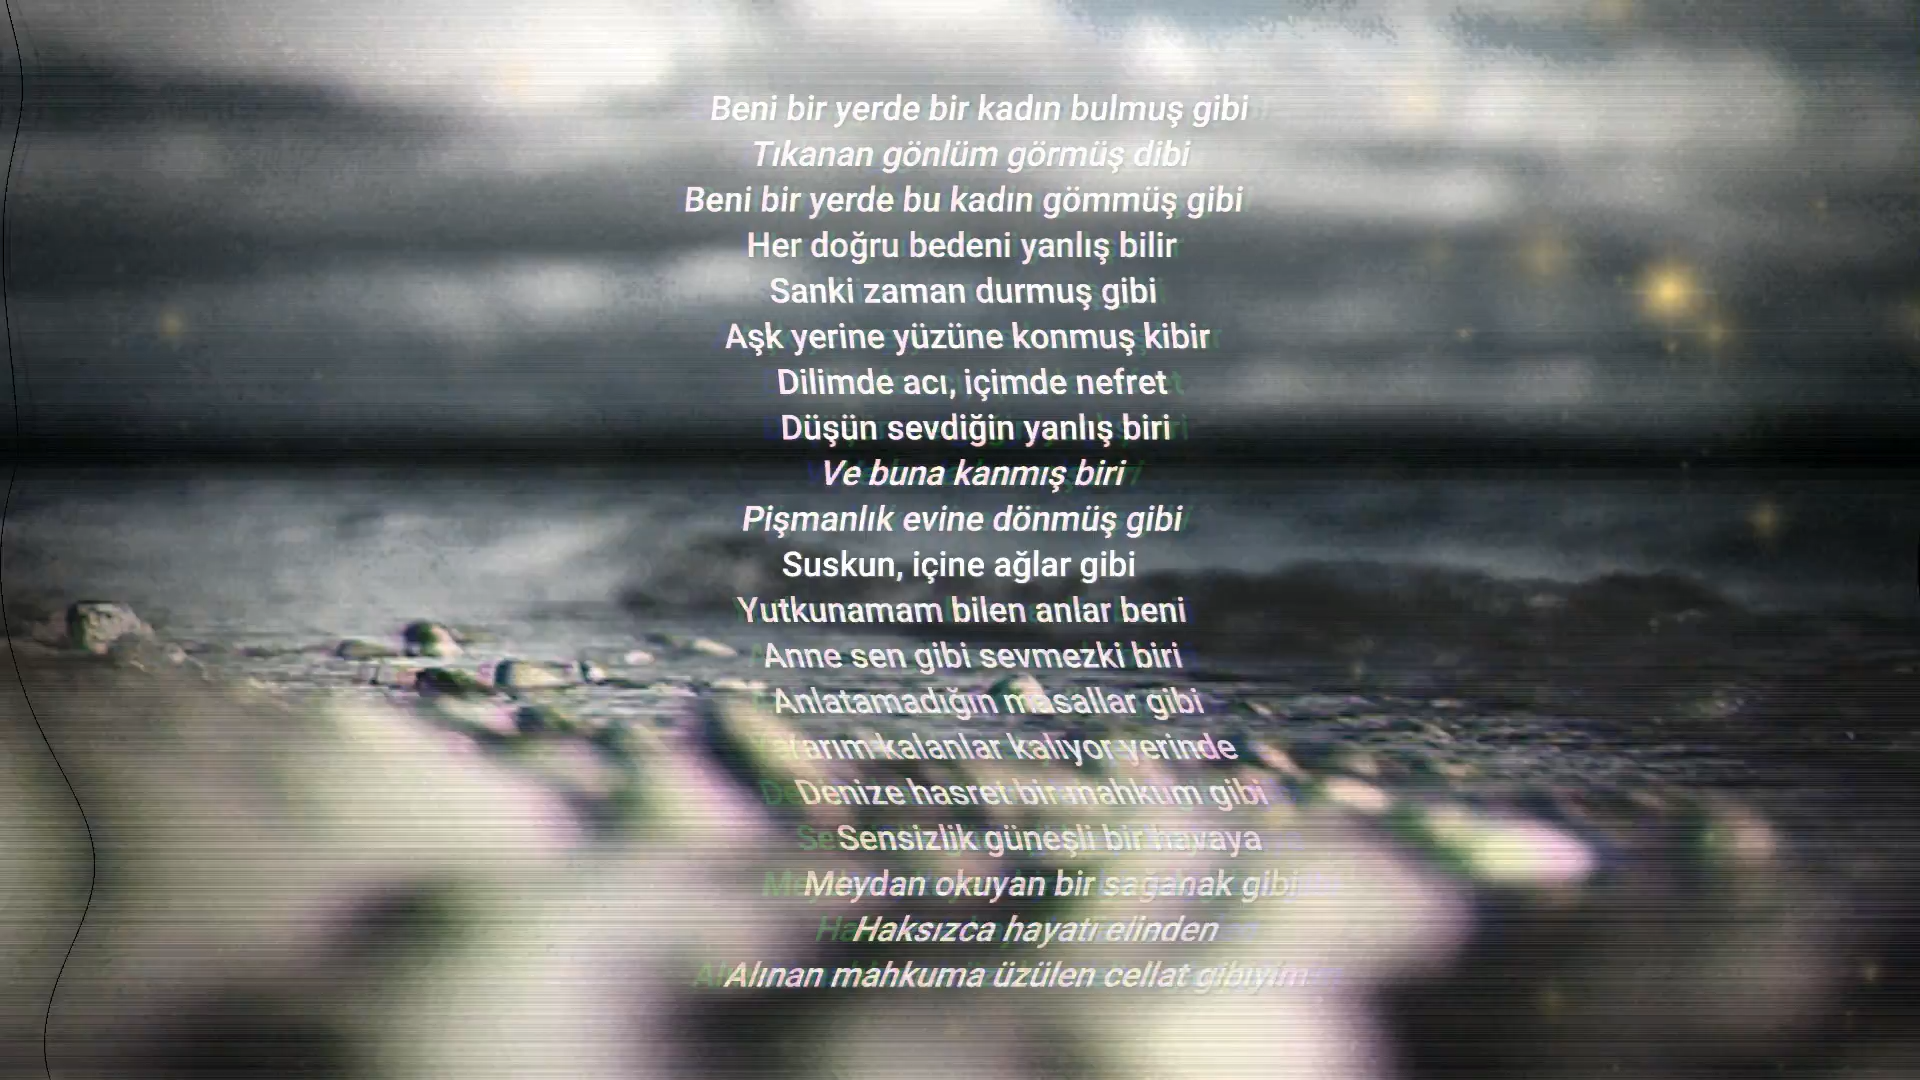 Beni bir yerde bir kadın bulmuş gibi
Tıkanan gönlüm görmüş dibi
Beni bir yerde bu kadın gömmüş gibi
Her doğru bedeni yanlış bilir
Sanki zaman durmuş gibi
Aşk yerine yüzüne konmuş kibir
Dilimde acı, içimde nefret
Düşün sevdiğin yanlış biri
Ve buna kanmış biri
Pişmanlık evine dönmüş gibi
Suskun, içine ağlar gibi
Yutkunamam bilen anlar beni
Anne sen gibi sevmezki biri
Anlatamadığın masallar gibi
kalanlar kalıyor yerinde
Denize hasret bir mahkum gibi
Sensizlik güneşli bir havaya
Meydan okuyan bir sağanak gibi
Haksızca hayatı elinden
Alınan mahkuma üzülen cellat gibiyim